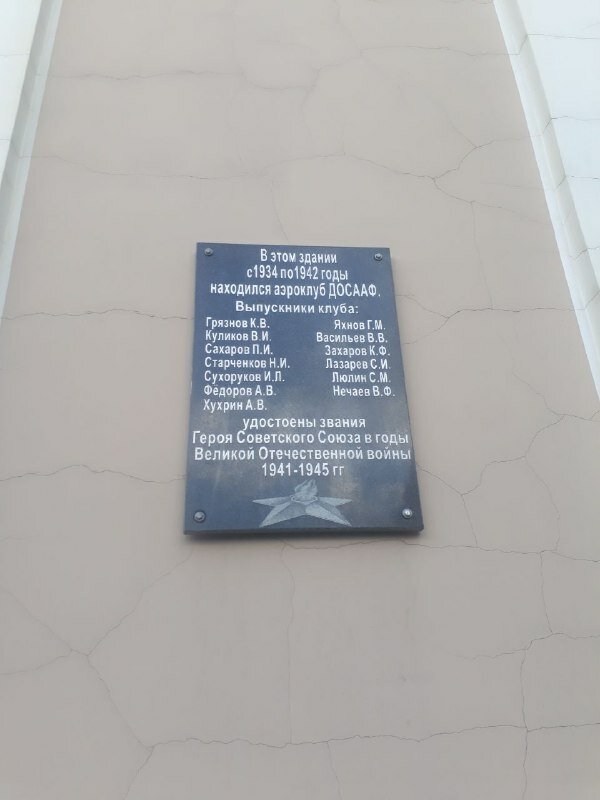 В этом здании
с1934 по1942 годы
находился аэроклуб ДОСААФ.
Выпускники клуба:
Грязнов К.В. Яхнов Г.М.
Куликов В.И. Васильев В.В.
Сахаров П.И. Захаров К.Ф.
Старченков Н.И. Лазарев С.И.
Сухоруков И.Л. Люлин С.М.
Фёдоров А.В. Нечаев В.Ф.
Хухрин А.В.
удостоены звания
Героя Советского Союза в годы
Великой Отечественной войны
1941-1945 гг